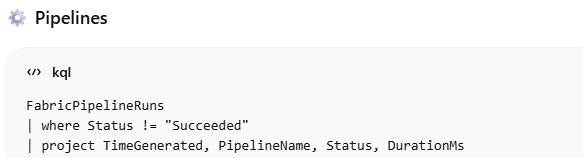 Pipelines
kql
FabricPipelineRuns
| where Status != "Succeeded"
| project TimeGenerated, PipelineName, Status, DurationMs